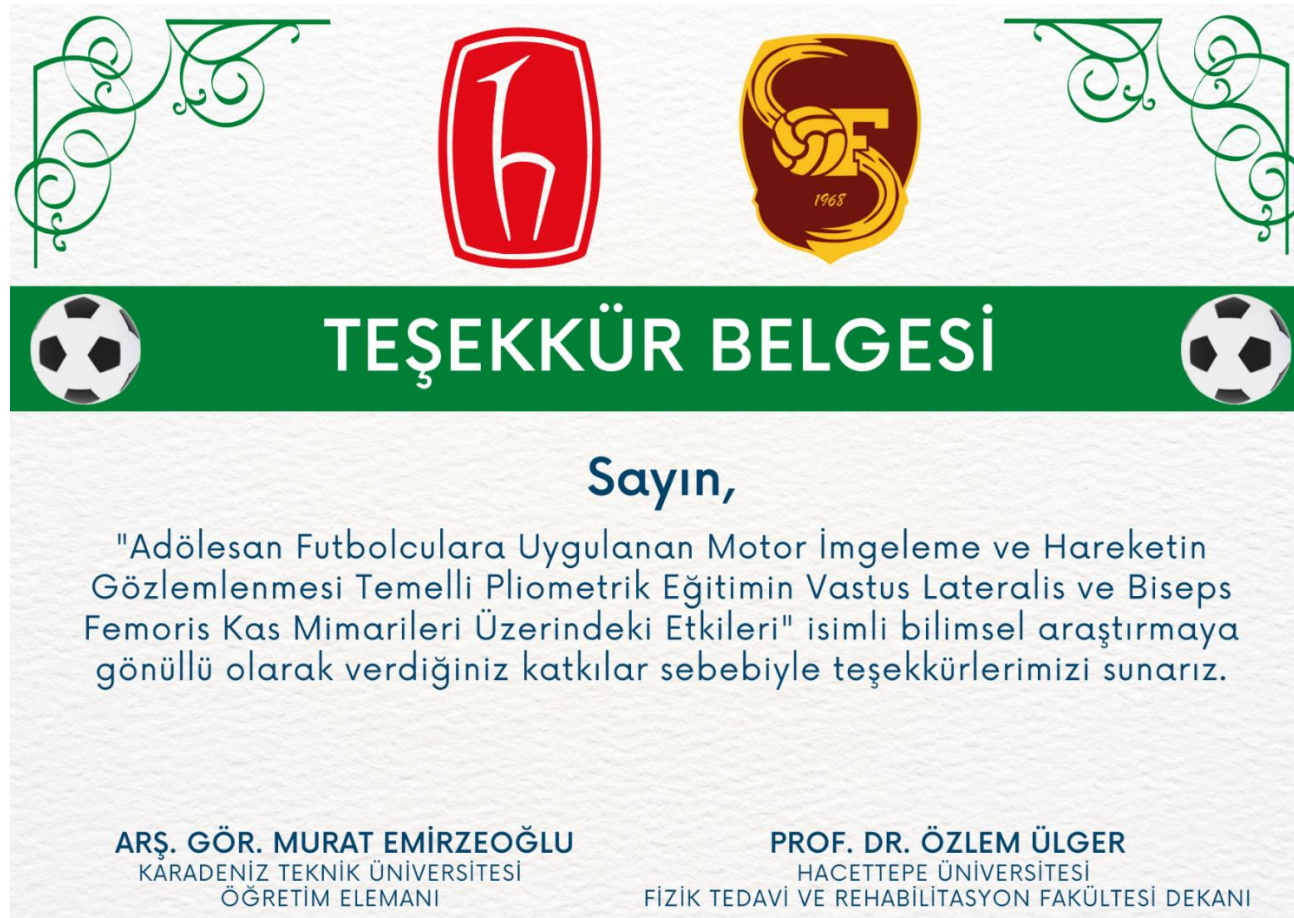 h
SF
1968
TEŞEKKÜR BELGESİ
Sayın,
"Adölesan Futbolculara Uygulanan Motor İmgeleme ve Hareketin
Gözlemlenmesi Temelli Pliometrik Eğitimin Vastus Lateralis ve Biseps
Femoris Kas Mimarileri Üzerindeki Etkileri" isimli bilimsel araştırmaya
gönüllü olarak verdiğiniz katkılar sebebiyle teşekkürlerimizi sunarız.
ARŞ. GÖR. MURAT EMİRZEOĞLU
KARADENİZ TEKNİK ÜNİVERSİTESİ
ÖĞRETİM ELEMANI
PROF. DR. ÖZLEM ÜLGER
HACETTEPE ÜNİVERSİTESİ
FİZİK TEDAVİ VE REHABİLİTASYON FAKÜLTESİ DEKANI